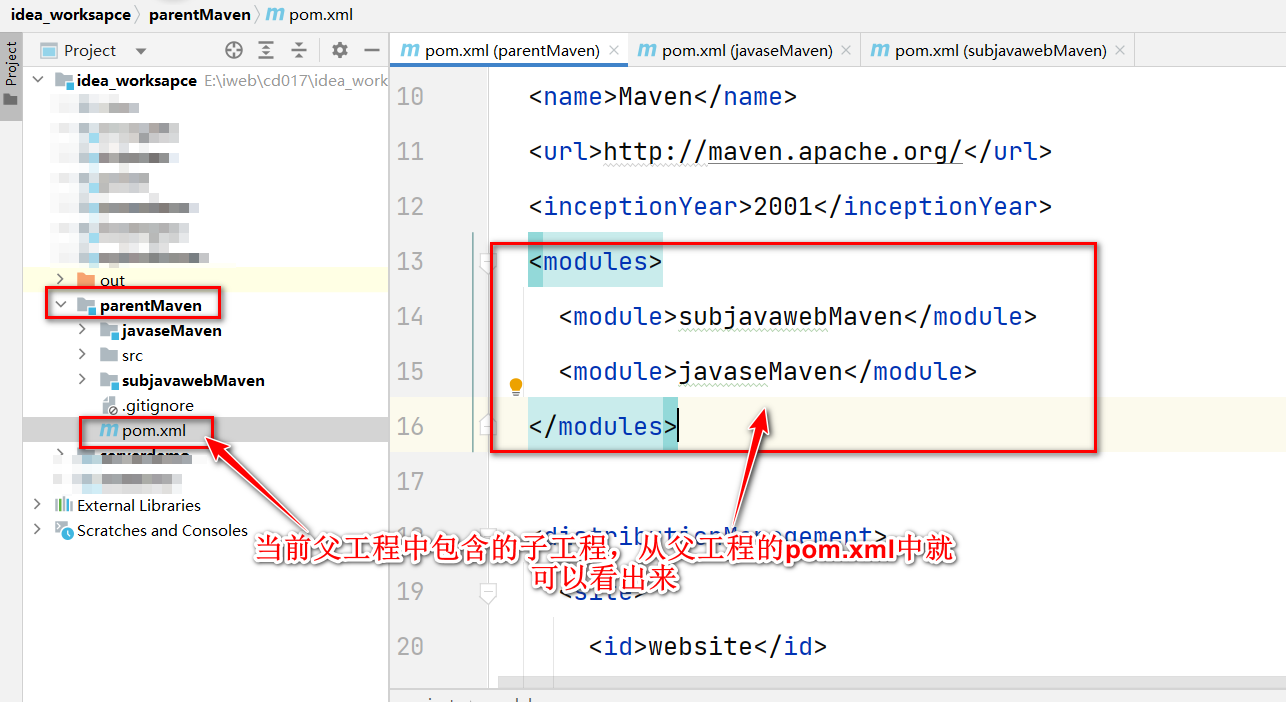 idea_worksapce parentMaven pom.xml
Project
Project
pom.xml (parentMaven)
pom.xml (javaseMaven)
pom.xml (subjavawebMaven)
idea_worksapce E:\iweb\cd017\idea_work
out
parentMaven
javaseMaven
src
subjavawebMaven
.gitignore
pom.xml
External Libraries
Scratches and Consoles
10 <name>Maven</name>
11 <url>http://maven.apache.org/</url>
12 <inceptionYear>2001</inceptionYear>
13 <modules>
14 <module>subjavawebMaven</module>
15 <module>javaseMaven</module>
16 </modules>
17
18 <distributionManagement>
19 <site>
20 <id>website</id>
当前父工程中包含的子工程，从父工程的pom.xml中就
可以看出来